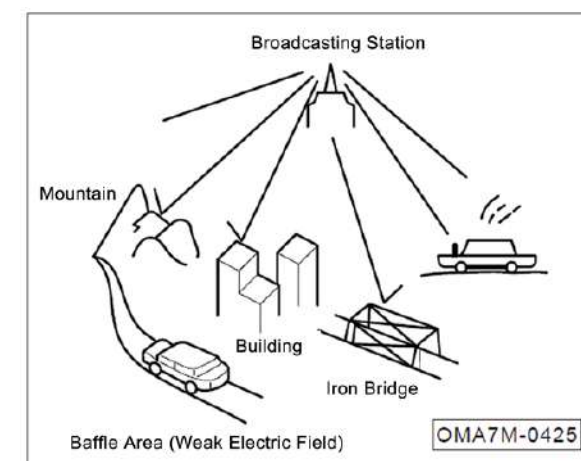 Broadcasting Station
Mountain
Building
Iron Bridge
Baffle Area (Weak Electric Field)
OMA7M-0425